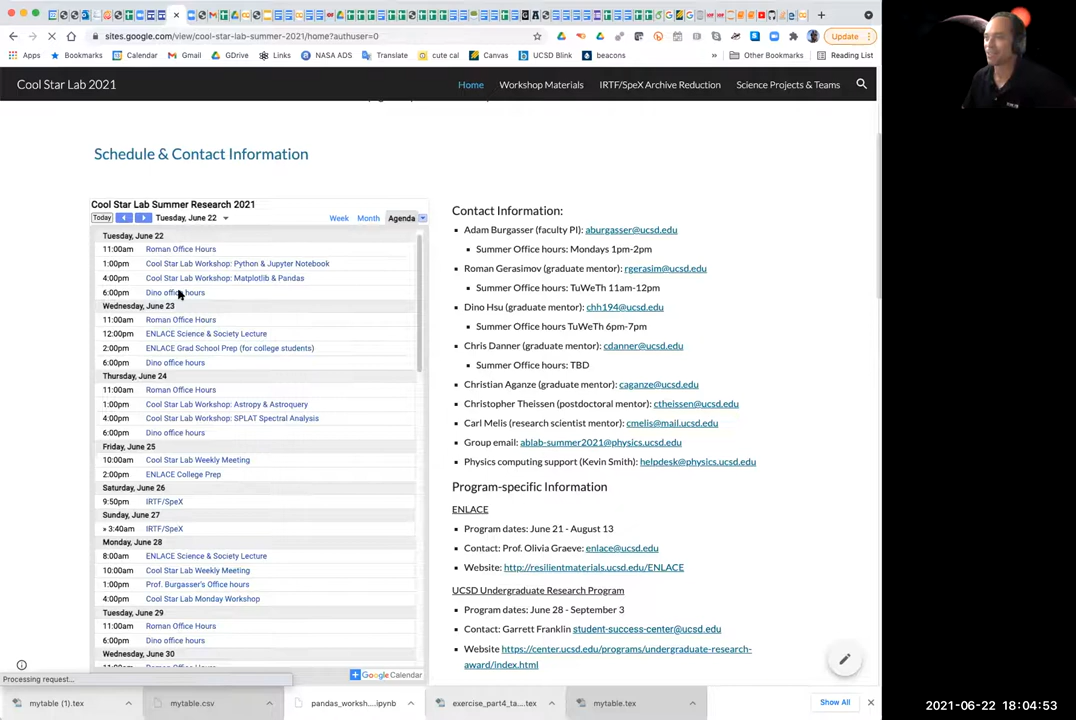 sites.google.com/view/cool-star-lab-summer-2021/home?authuser=0
Update
Apps
Bookmarks
Calendar
Gmail
GDrive
Links
NASA ADS
Translate
cute cal
Canvas
UCSD Blink
beacons
Other Bookmarks
Reading List
Cool Star Lab 2021
Home
Workshop Materials
IRTF/SpeX Archive Reduction
Science Projects & Teams
Schedule & Contact Information
Cool Star Lab Summer Research 2021
Today
Tuesday, June 22
Week
Month
Agenda
Tuesday, June 22
11:00am Roman Office Hours
1:00pm Cool Star Lab Workshop: Python & Jupyter Notebook
4:00pm Cool Star Lab Workshop: Matplotlib & Pandas
6:00pm Dino office hours
Wednesday, June 23
11:00am Roman Office Hours
12:00pm ENLACE Science & Society Lecture
2:00pm ENLACE Grad School Prep (for college students)
6:00pm Dino office hours
Thursday, June 24
11:00am Roman Office Hours
1:00pm Cool Star Lab Workshop: Astropy & Astroquery
4:00pm Cool Star Lab Workshop: SPLAT Spectral Analysis
6:00pm Dino office hours
Friday, June 25
10:00am Cool Star Lab Weekly Meeting
2:00pm ENLACE College Prep
Saturday, June 26
9:50pm IRTF/SpeX
Sunday, June 27
» 3:40am IRTF/SpeX
Monday, June 28
8:00am ENLACE Science & Society Lecture
10:00am Cool Star Lab Weekly Meeting
1:00pm Prof. Burgasser's Office hours
4:00pm Cool Star Lab Monday Workshop
Tuesday, June 29
11:00am Roman Office Hours
6:00pm Dino office hours
Wednesday, June 30
11:00am Roman Office Hours
Google Calendar
Contact Information:
Adam Burgasser (faculty PI): aburgasser@ucsd.edu
Summer Office hours: Mondays 1pm-2pm
Roman Gerasimov (graduate mentor): rgerasim@ucsd.edu
Summer Office hours: TuWeTh 11am-12pm
Dino Hsu (graduate mentor): chh194@ucsd.edu
Summer Office hours TuWeTh 6pm-7pm
Chris Danner (graduate mentor): cdanner@ucsd.edu
Summer Office hours: TBD
Christian Aganze (graduate mentor): caganze@ucsd.edu
Christopher Theissen (postdoctoral mentor): ctheissen@ucsd.edu
Carl Melis (research scientist mentor): cmelis@mail.ucsd.edu
Group email: ablab-summer2021@physics.ucsd.edu
Physics computing support (Kevin Smith): helpdesk@physics.ucsd.edu
Program-specific Information
ENLACE
Program dates: June 21 - August 13
Contact: Prof. Olivia Graeve: enlace@ucsd.edu
Website: http://resilientmaterials.ucsd.edu/ENLACE
UCSD Undergraduate Research Program
Program dates: June 28 - September 3
Contact: Garrett Franklin student-success-center@ucsd.edu
Website https://center.ucsd.edu/programs/undergraduate-research-
award/index.html
Processing request...
mytable (1).tex
mytable.csv
pandas_worksh....ipynb
exercise_part4_ta....tex
mytable.tex
Show All
2021-06-22 18:04:53